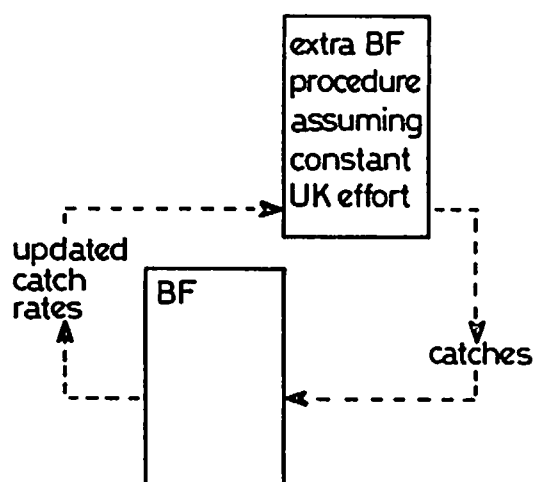 extra BF
procedure
assuming
constant
UK effort
updated
catch
rates
BF
catches